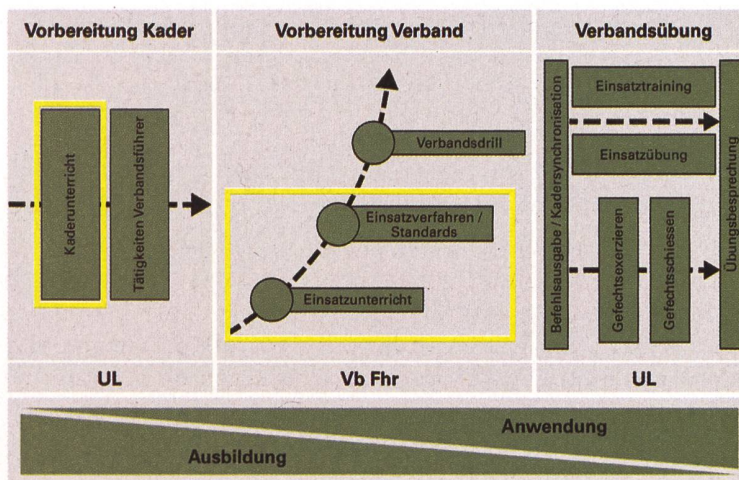 Vorbereitung Kader
Vorbereitung Verband
Verbandsübung
Kaderunterricht
Tätigkeiten Verbandsführer
Verbandsdrill
Einsatzverfahren /
Standards
Einsatzunterricht
Befehlsausgabe / Kadersynchronisation
Einsatztraining
Einsatzübung
Gefechtsexerzieren
Gefechtsschiessen
Übungsbesprechung
UL
Vb Fhr
UL
Anwendung
Ausbildung